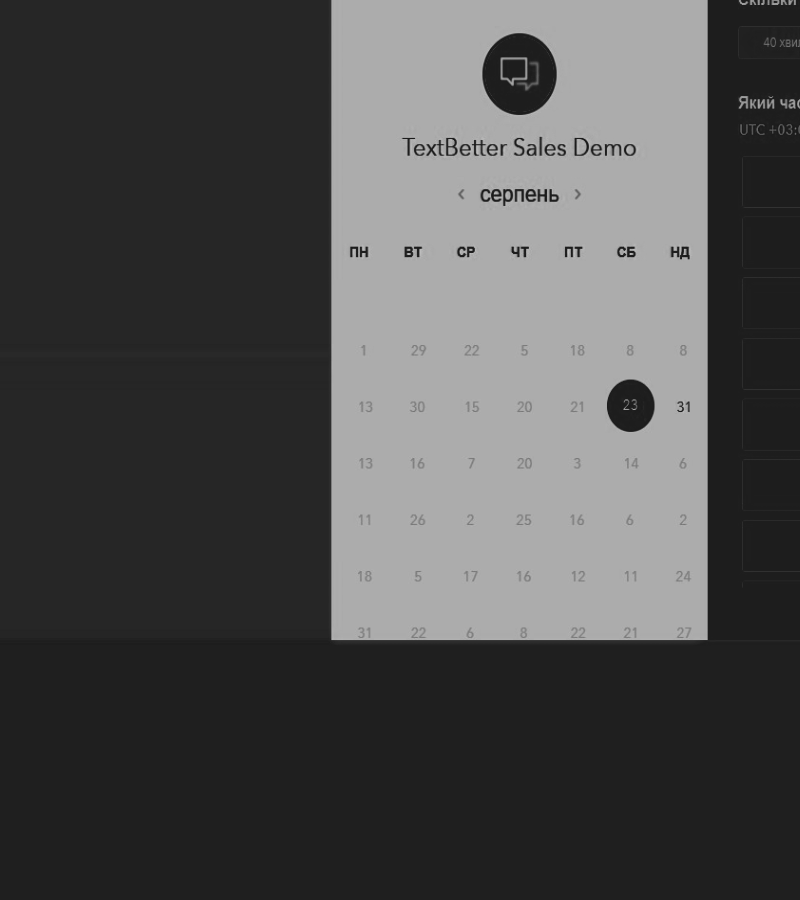 TextBetter Sales Demo
‹ серпень ›
ПН ВТ СР ЧТ ПТ СБ НД
1 29 22 5 18 8 8
13 30 15 20 21 23 31
13 16 7 20 3 14 6
11 26 2 25 16 6 2
18 5 17 16 12 11 24
31 22 6 8 22 21 27
Скільки
40 хви
Який час
UTC +03: